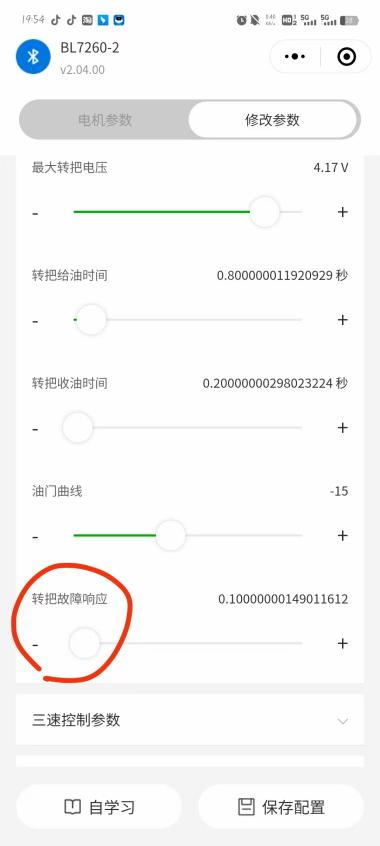 19:54
BL7260-2
v2.04.00
电机参数 修改参数
最大转把电压 4.17 V
- +
转把给油时间 0.800000011920929 秒
- +
转把收油时间 0.20000000298023224 秒
- +
油门曲线 -15
- +
转把故障响应 0.10000000149011612
- +
三速控制参数
自学习 保存配置